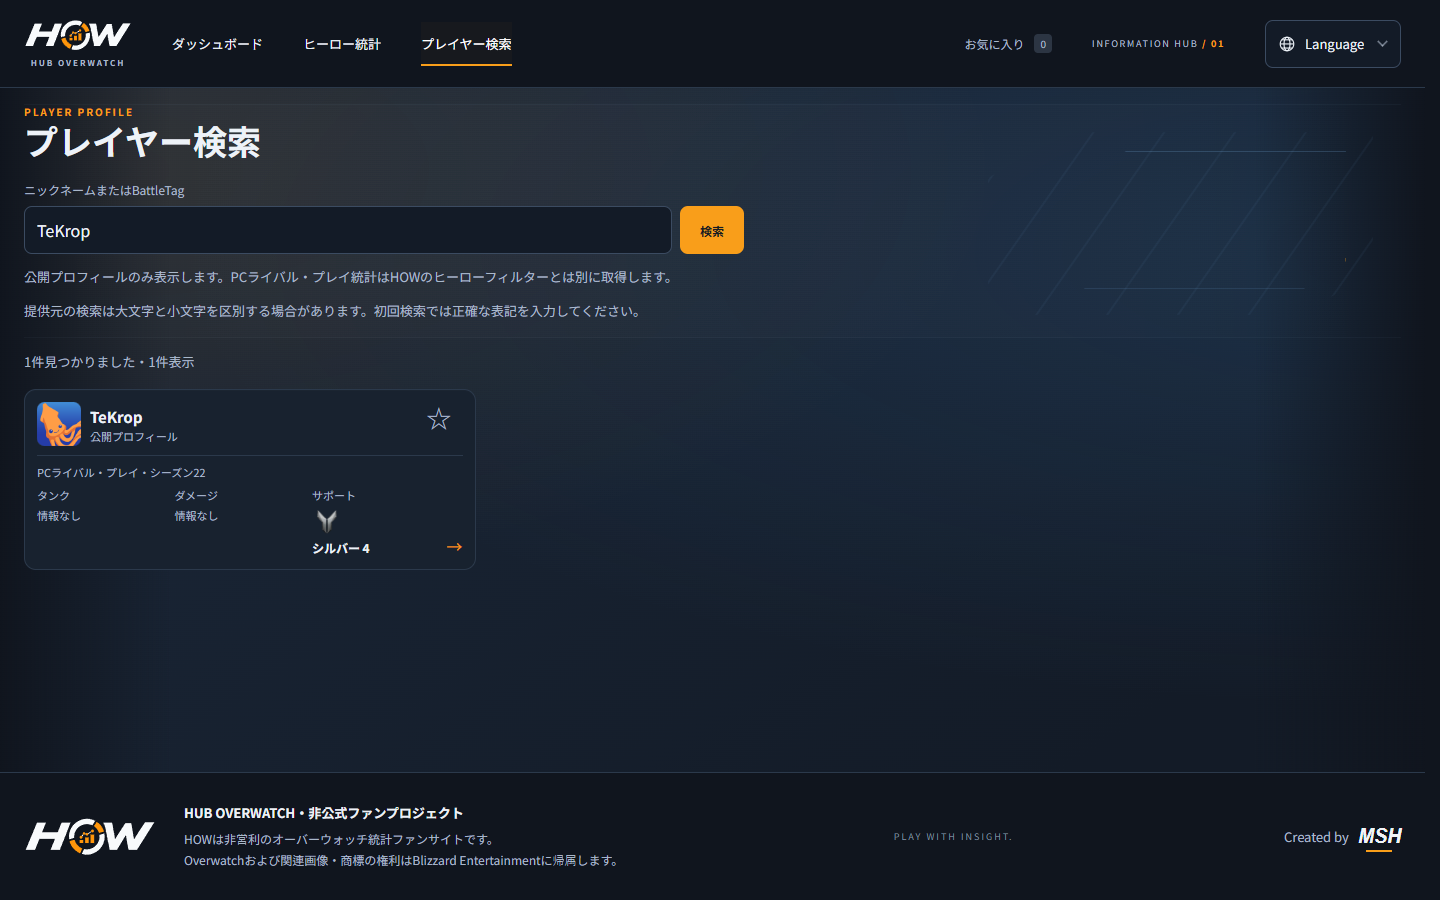 HOW
HUB OVERWATCH
ダッシュボード
ヒーロー統計
プレイヤー検索
お気に入り 0
INFORMATION HUB / 01
Language
PLAYER PROFILE
プレイヤー検索
ニックネームまたはBattleTag
TeKrop
検索
公開プロフィールのみ表示します。PCライバル・プレイ統計はHOWのヒーローフィルターとは別に取得します。
提供元の検索は大文字と小文字を区別する場合があります。初回検索では正確な表記を入力してください。
1件見つかりました・1件表示
TeKrop
公開プロフィール
PCライバル・プレイ・シーズン22
タンク
情報なし
ダメージ
情報なし
サポート
シルバー 4
HOW
HUB OVERWATCH・非公式ファンプロジェクト
HOWは非営利のオーバーウォッチ統計ファンサイトです。
Overwatchおよび関連画像・商標の権利はBlizzard Entertainmentに帰属します。
PLAY WITH INSIGHT.
Created by MSH